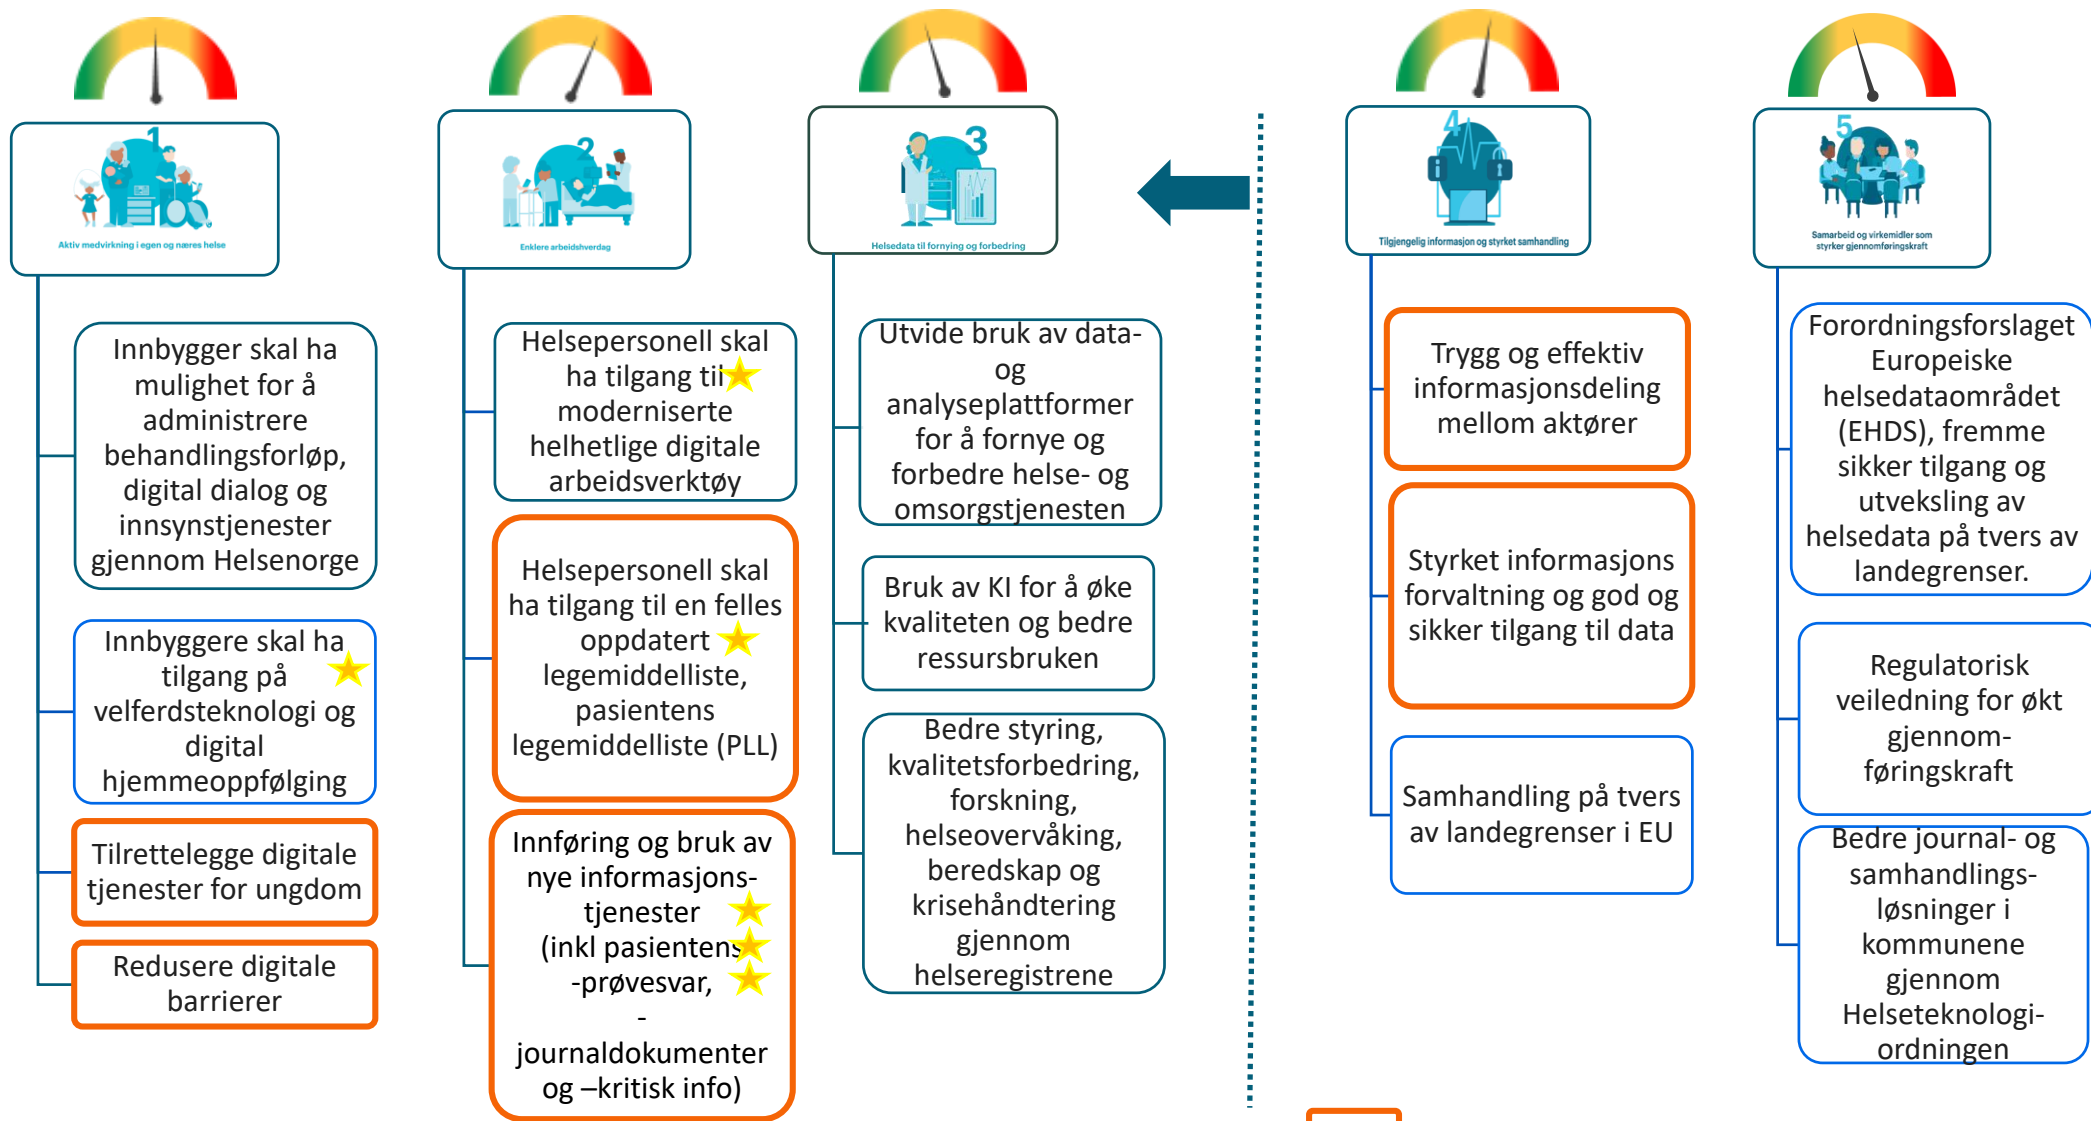 1
Aktiv medvirkning i egen og næres helse
Innbygger skal ha
mulighet for å
administrere
behandlingsforløp,
digital dialog og
innsynstjenester
gjennom Helsenorge
Innbyggere skal ha
tilgang på
velferdsteknologi og
digital
hjemmeoppfølging
Tilrettelegge digitale
tjenester for ungdom
Redusere digitale
barrierer
2
Enklere arbeidshverdag
Helsepersonell skal
ha tilgang til
moderniserte
helhetlige digitale
arbeidsverktøy
Helsepersonell skal
ha tilgang til en felles
oppdatert
legemiddelliste,
pasientens
legemiddelliste (PLL)
Innføring og bruk av
nye informasjons-
tjenester
(inkl pasientens
-prøvesvar,
-
journaldokumenter
og –kritisk info)
3
Helsedata til fornying og forbedring
Utvide bruk av data-
og
analyseplattformer
for å fornye og
forbedre helse- og
omsorgstjenesten
Bruk av KI for å øke
kvaliteten og bedre
ressursbruken
Bedre styring,
kvalitetsforbedring,
forskning,
helseovervåking,
beredskap og
krisehåndtering
gjennom
helseregistrene
4
Tilgjengelig informasjon og styrket samhandling
Trygg og effektiv
informasjonsdeling
mellom aktører
Styrket informasjons
forvaltning og god og
sikker tilgang til data
Samhandling på tvers
av landegrenser i EU
5
Samarbeid og virkemidler som
styrker gjennomføringskraft
Forordningsforslaget
Europeiske
helsedataområdet
(EHDS), fremme
sikker tilgang og
utveksling av
helsedata på tvers av
landegrenser.
Regulatorisk
veiledning for økt
gjennom-
føringskraft
Bedre journal- og
samhandlings-
løsninger i
kommunene
gjennom
Helseteknologi-
ordningen